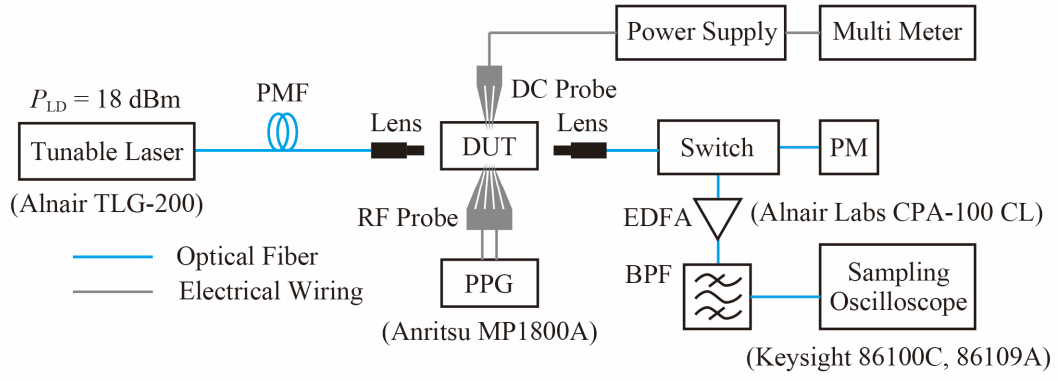 Power Supply
Multi Meter
DC Probe
P_LD = 18 dBm
PMF
Lens
Lens
Tunable Laser
DUT
Switch
PM
(Alnair TLG-200)
RF Probe
EDFA
(Alnair Labs CPA-100 CL)
Optical Fiber
Electrical Wiring
PPG
BPF
Sampling
Oscilloscope
(Anritsu MP1800A)
(Keysight 86100C, 86109A)